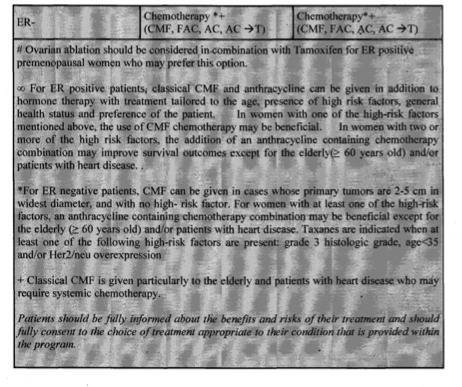 ER- Chemotherapy *+ (CMF, FAC, AC, AC →T) Chemotherapy*+ (CMF, FAC, AC, AC →T)
# Ovarian ablation should be considered in combination with Tamoxifen for ER positive
premenopausal women who may prefer this option.
∞ For ER positive patients, classical CMF and anthracycline can be given in addition to
hormone therapy with treatment tailored to the age, presence of high risk factors, general
health status and preference of the patient. In women with one of the high-risk factors
mentioned above, the use of CMF chemotherapy may be beneficial. In women with two or
more of the high risk factors, the addition of an anthracycline containing chemotherapy
combination may improve survival outcomes except for the elderly(≥ 60 years old) and/or
patients with heart disease. .
*For ER negative patients, CMF can be given in cases whose primary tumors are 2-5 cm in
widest diameter, and with no high- risk factor. For women with at least one of the high-risk
factors, an anthracycline containing chemotherapy combination may be beneficial except for
the elderly (≥ 60 years old) and/or patients with heart disease. Taxanes are indicated when at
least one of the following high-risk factors are present: grade 3 histologic grade, age<35
and/or Her2/neu overexpression
+ Classical CMF is given particularly to the elderly and patients with heart disease who may
require systemic chemotherapy.
Patients should be fully informed about the benefits and risks of their treatment and should
fully consent to the choice of treatment appropriate to their condition that is provided within
the program.